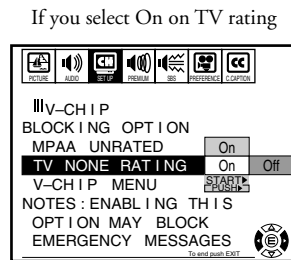 If you select On on TV rating
PICTURE AUDIO SET UP PREMIUM SBS PREFERENCE C.CAPTION
V-CHIP
BLOCKING OPTION
MPAA UNRATED On
TV NONE RATING On Off
V-CHIP MENU START PUSH
NOTES : ENABLING THIS
OPTION MAY BLOCK
EMERGENCY MESSAGES
To end push EXIT